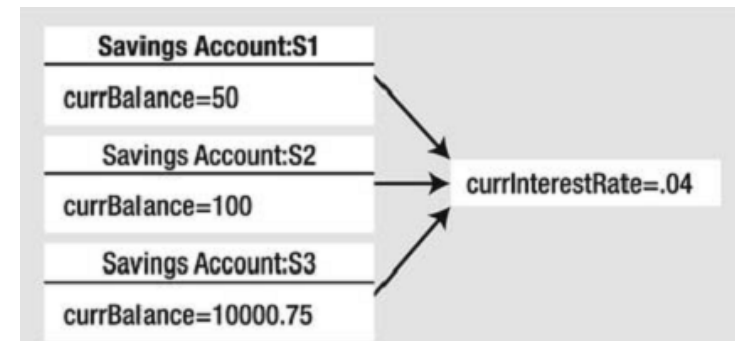 Savings Account:S1
currBalance=50
Savings Account:S2
currBalance=100
currInterestRate=.04
Savings Account:S3
currBalance=10000.75